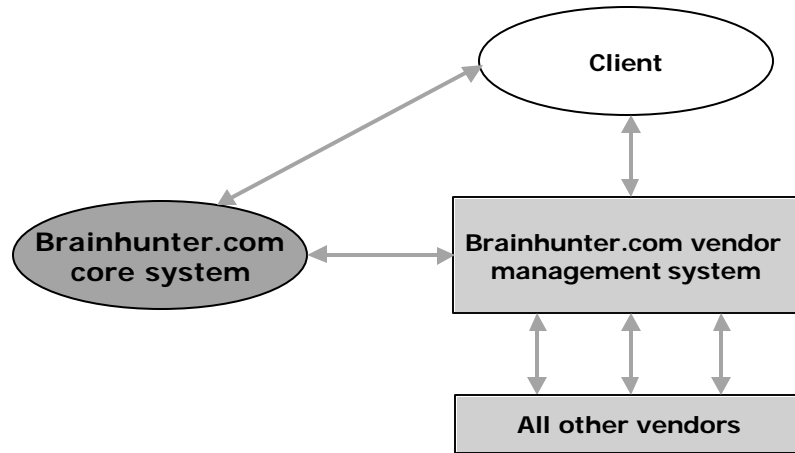 Client
Brainhunter.com
core system
Brainhunter.com vendor
management system
All other vendors